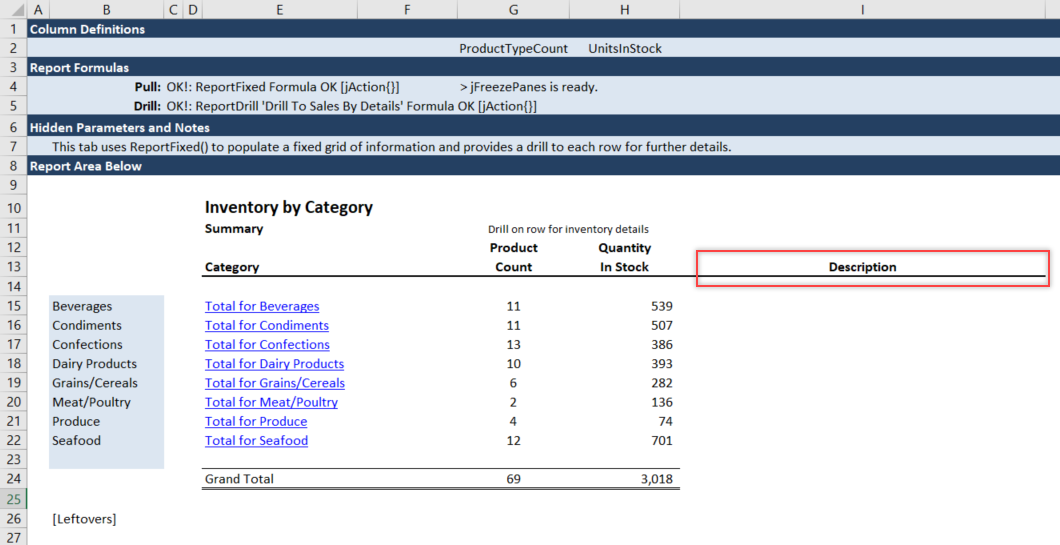 A B C D E F G H I
1 Column Definitions
2 ProductTypeCount UnitsInStock
3 Report Formulas
4 Pull: OK!: ReportFixed Formula OK [jAction{}] > jFreezePanes is ready.
5 Drill: OK!: ReportDrill 'Drill To Sales By Details' Formula OK [jAction{}]
6 Hidden Parameters and Notes
7 This tab uses ReportFixed() to populate a fixed grid of information and provides a drill to each row for further details.
8 Report Area Below
9
10 Inventory by Category
11 Summary Drill on row for inventory details
12 Product Quantity
13 Category Count In Stock Description
14
15 Beverages Total for Beverages 11 539
16 Condiments Total for Condiments 11 507
17 Confections Total for Confections 13 386
18 Dairy Products Total for Dairy Products 10 393
19 Grains/Cereals Total for Grains/Cereals 6 282
20 Meat/Poultry Total for Meat/Poultry 2 136
21 Produce Total for Produce 4 74
22 Seafood Total for Seafood 12 701
23
24 Grand Total 69 3,018
25
26 [Leftovers]
27